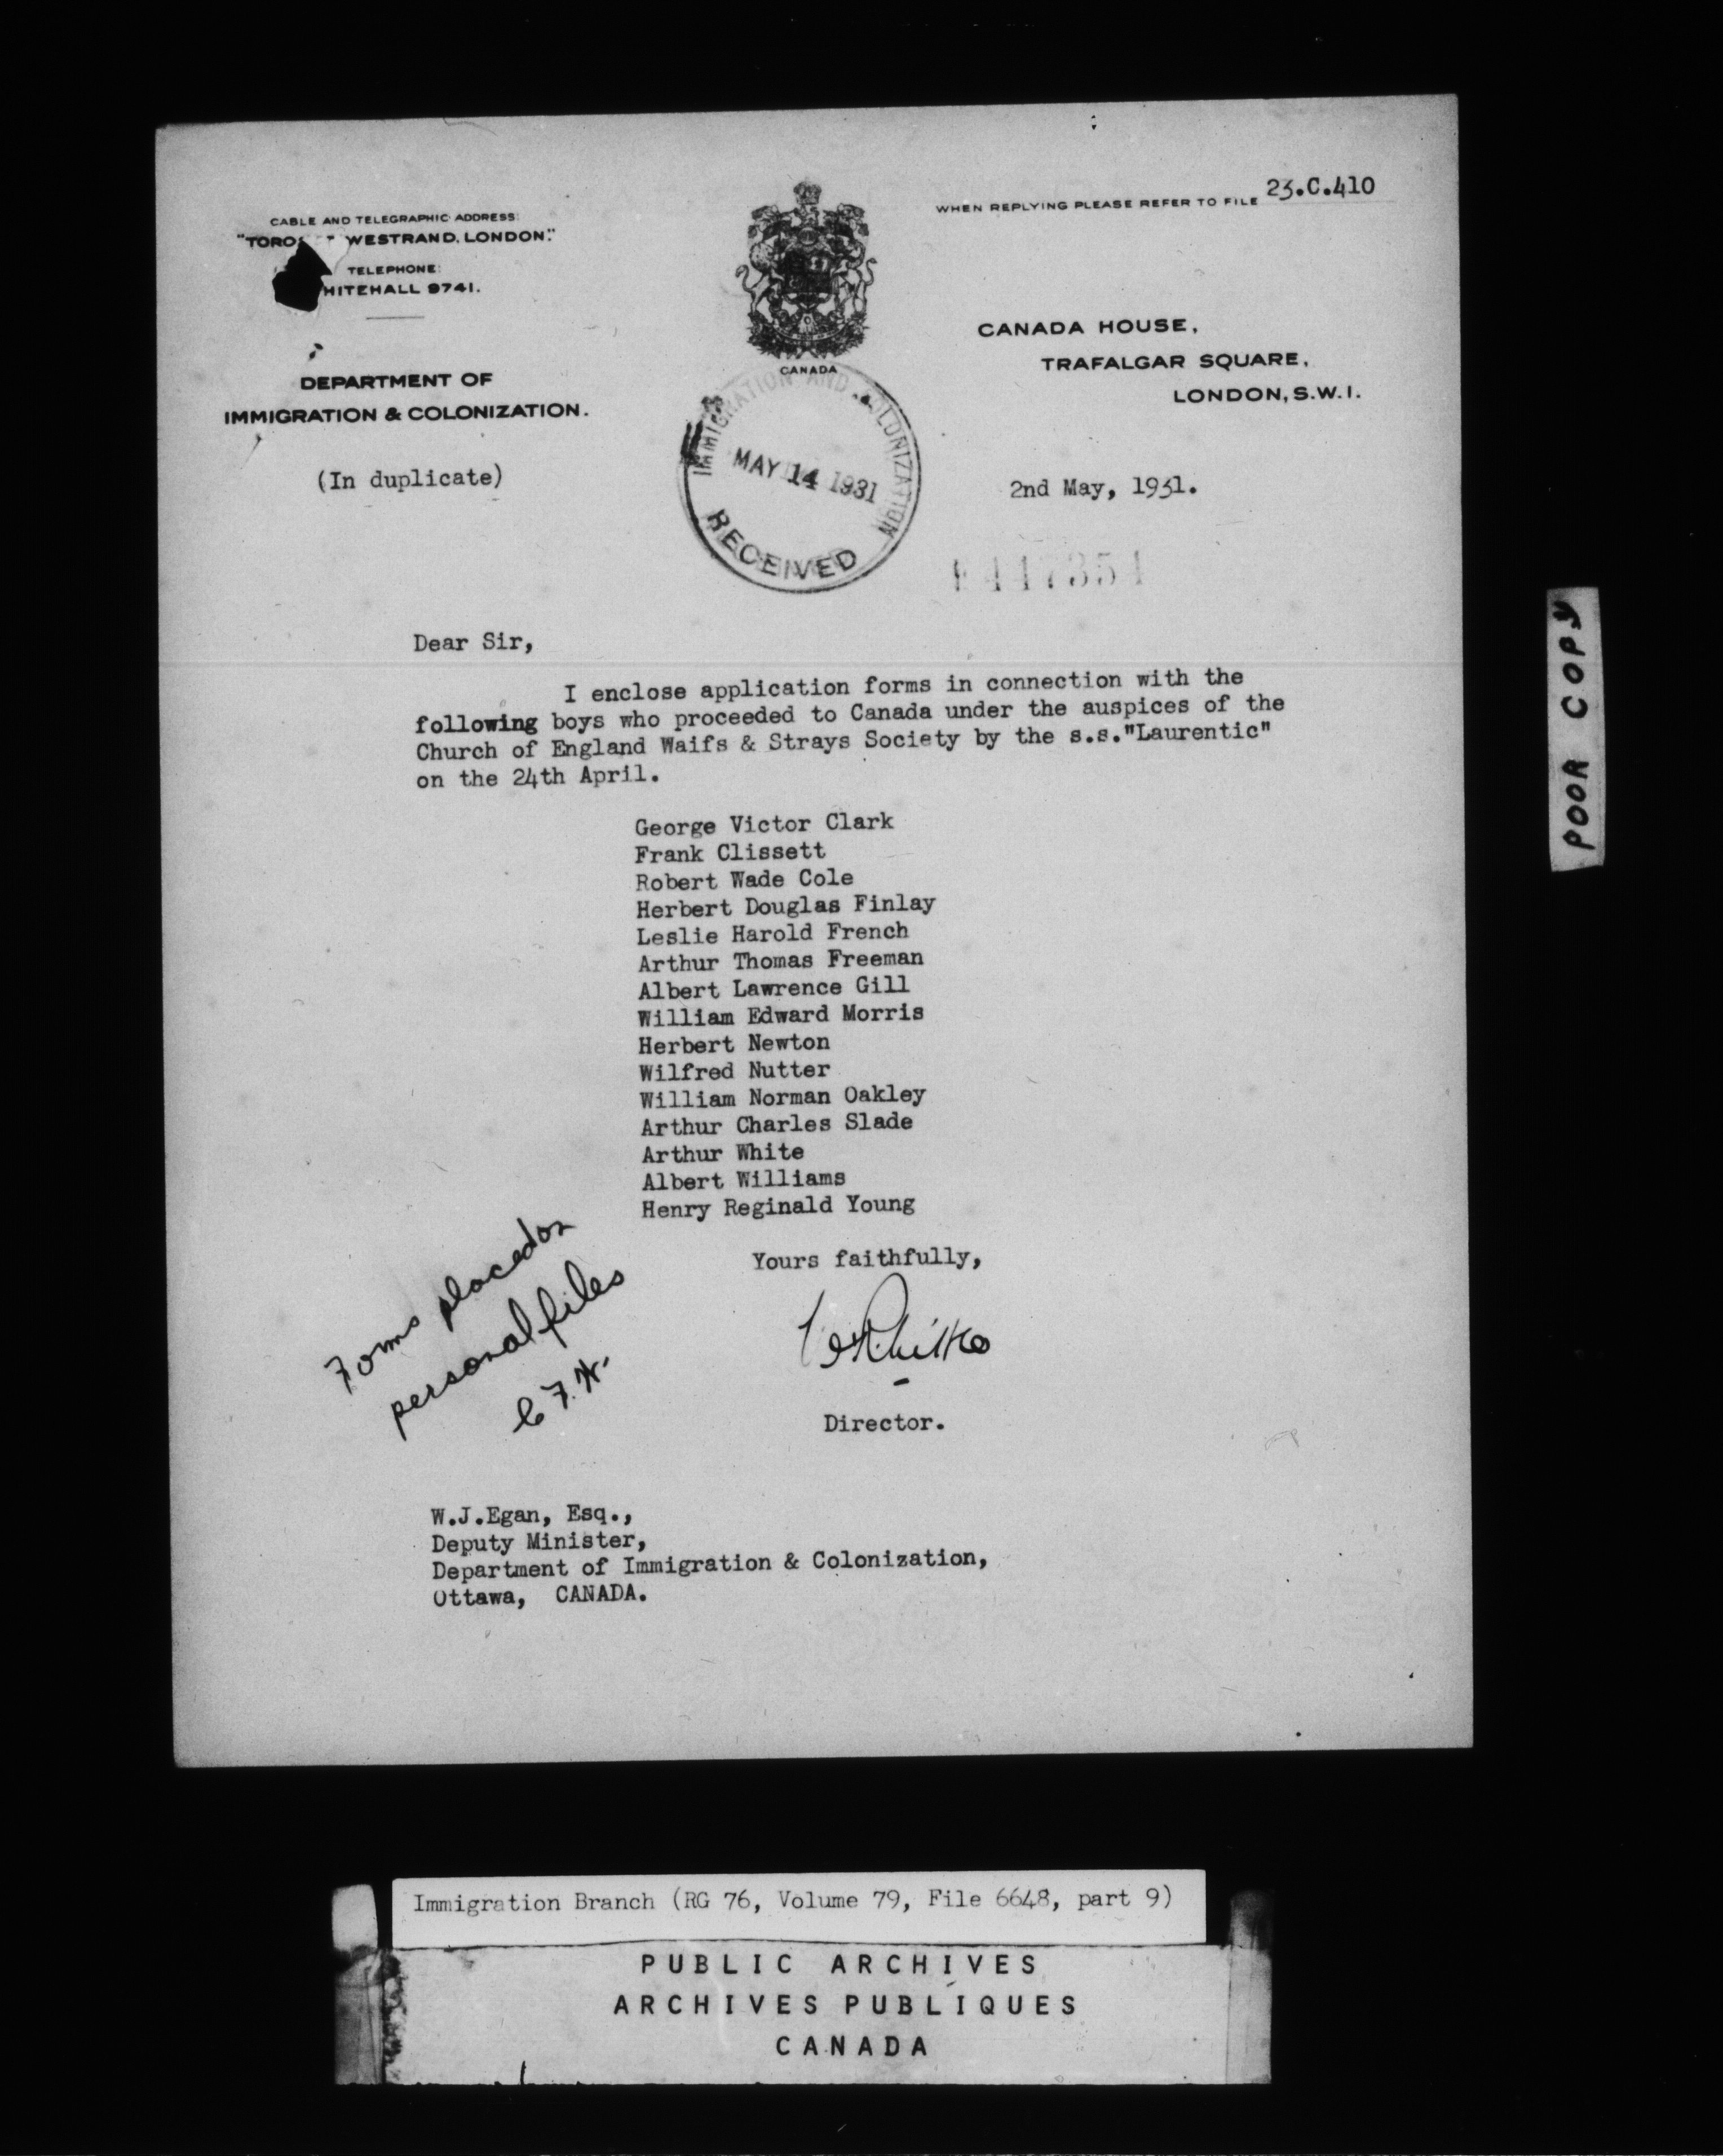 23.C.410
WHEN REPLYING PLEASE REFER TO FILE
CABLE AND TELEGRAPHIC ADDRESS:
WESTRAND, LONDON."
TELEPHONE:
9741.
CANADA
DEPARTMENT OF
IMMIGRATION & COLONIZATION.
CANADA HOUSE,
TRAFALGAR SQUARE,
LONDON, S.W.1.
(In duplicate)
IMMIGRATION AND COLONIZATION
MAY 14 1931
RECEIVED
2nd May, 1931.
Dear Sir,
I enclose application forms in connection with the
following boys who proceeded to Canada under the auspices of the
Church of England Waifs & Strays Society by the s.s."Laurentic"
on the 24th April.
George Victor Clark
Frank Clissett
Robert Wade Cole
Herbert Douglas Finlay
Leslie Harold French
Arthur Thomas Freeman
Albert Lawrence Gill
William Edward Morris
Herbert Newton
Wilfred Nutter
William Norman Oakley
Arthur Charles Slade
Arthur White
Albert Williams
Henry Reginald Young
Forms placed on
personal files
Yours faithfully,
Director.
W.J.Egan, Esq.,
Deputy Minister,
Department of Immigration & Colonization,
Ottawa, CANADA.
POOR COPY
Immigration Branch (RG 76, Volume 79, File 6648, part 9)
PUBLIC ARCHIVES
ARCHIVES PUBLIQUES
CANADA